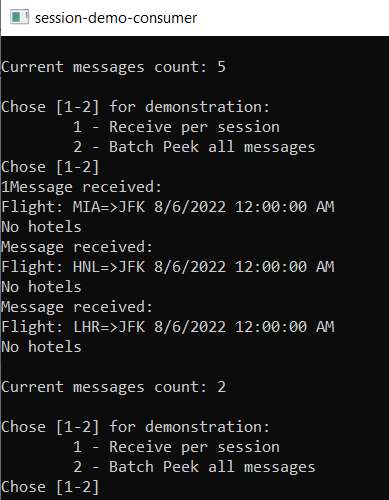 session-demo-consumer
Current messages count: 5
Chose [1-2] for demonstration:
1 - Receive per session
2 - Batch Peek all messages
Chose [1-2]
1Message received:
Flight: MIA=>JFK 8/6/2022 12:00:00 AM
No hotels
Message received:
Flight: HNL=>JFK 8/6/2022 12:00:00 AM
No hotels
Message received:
Flight: LHR=>JFK 8/6/2022 12:00:00 AM
No hotels
Current messages count: 2
Chose [1-2] for demonstration:
1 - Receive per session
2 - Batch Peek all messages
Chose [1-2]